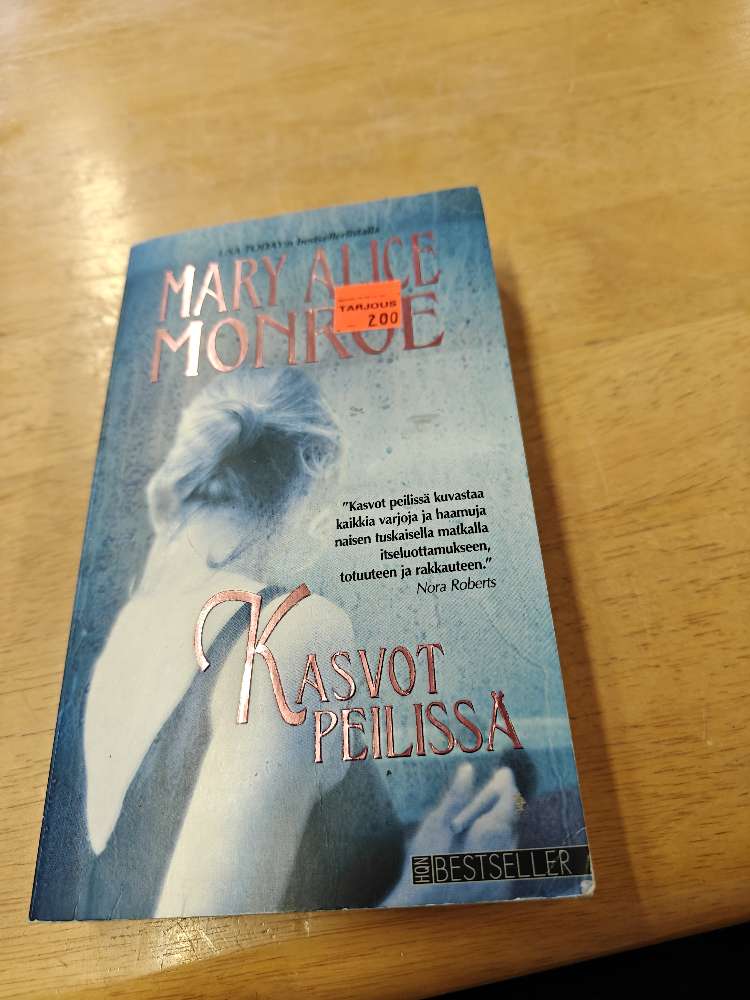 USA TODAYn bestsellerlistalla
MARY ALICE
MONROE
TARJOUS
200
"Kasvot peilissä kuvastaa
kaikkia varjoja ja haamuja
naisen tuskaisella matkalla
itseluottamukseen,
totuuteen ja rakkauteen."
Nora Roberts
KASVOT
PEILISSÄ
HQN BESTSELLER